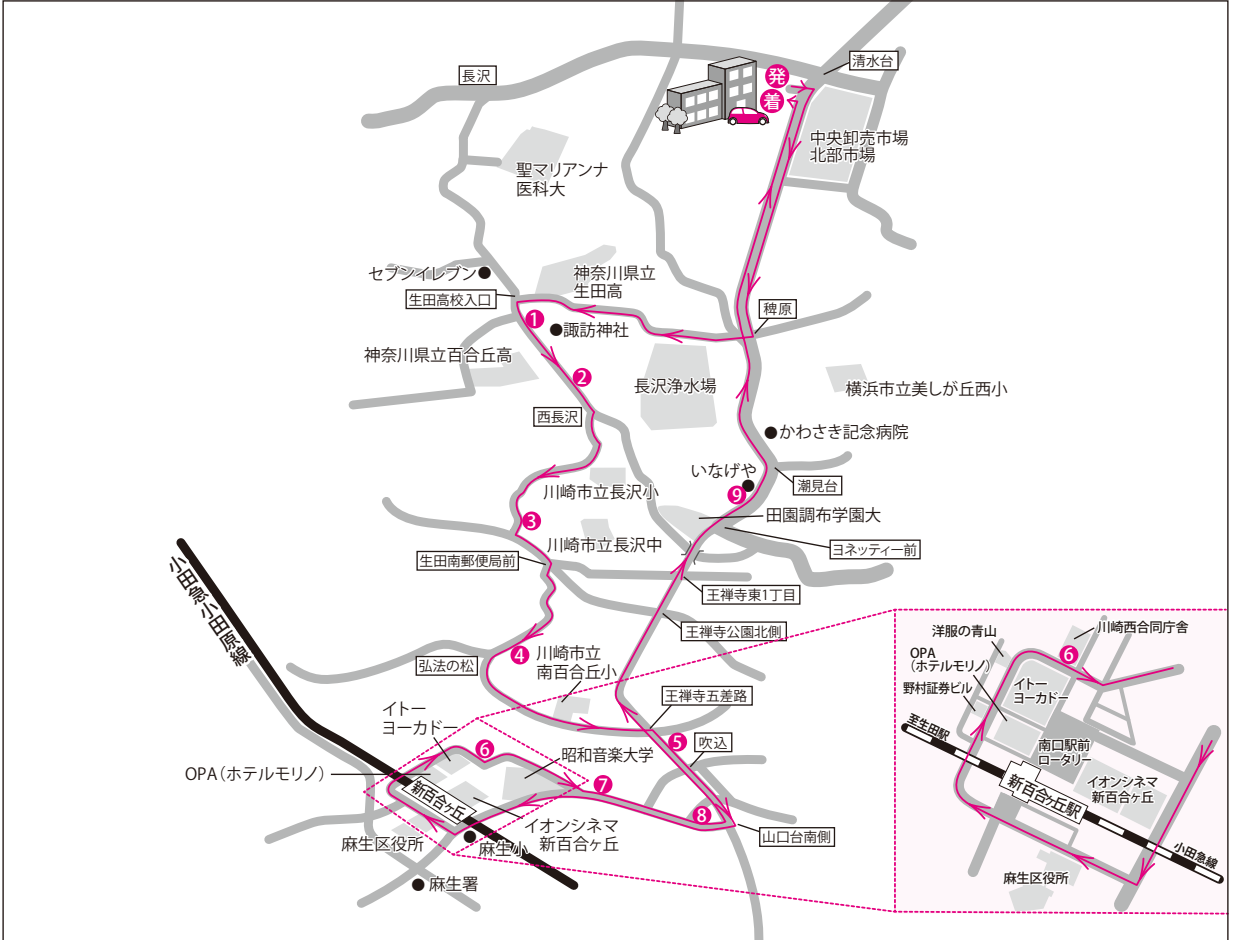 長沢
清水台
発
着
中央卸売市場
北部市場
聖マリアンナ
医科大
セブンイレブン
神奈川県立
生田高
生田高校入口
❶
諏訪神社
稗原
神奈川県立百合丘高
❷
長沢浄水場
横浜市立美しが丘西小
西長沢
かわさき記念病院
いなげや
川崎市立長沢小
潮見台
❾
❸
田園調布学園大
川崎市立長沢中
ヨネッティー前
生田南郵便局前
小田急小田原線
王禅寺東1丁目
王禅寺公園北側
❹
川崎市立
南百合丘小
弘法の松
王禅寺五差路
イトー
ヨーカドー
❺
吹込
❻
昭和音楽大学
OPA(ホテルモリノ)
❼
新百合ヶ丘
❽
山口台南側
イオンシネマ
新百合ヶ丘
麻生区役所
麻生小
麻生署
川崎西合同庁舎
洋服の青山
❻
OPA
(ホテルモリノ)
イトー
ヨーカドー
野村証券ビル
至生田駅
南口駅前
ロータリー
イオンシネマ
新百合ヶ丘
新百合ヶ丘駅
小田急線
麻生区役所